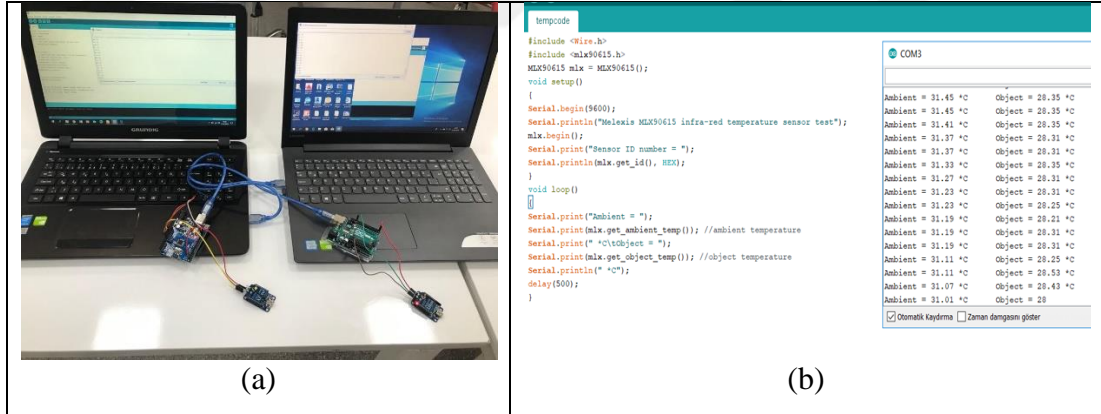 GRUNDIG
(a)
tempcode
#include <Wire.h>
#include <mlx90615.h>
MLX90615 mlx = MLX90615();
void setup()
{
Serial.begin(9600);
Serial.println("Melexis MLX90615 infra-red temperature sensor test");
mlx.begin();
Serial.print("Sensor ID number = ");
Serial.println(mlx.get_id(), HEX);
}
void loop()
{
Serial.print("Ambient = ");
Serial.print(mlx.get_ambient_temp()); //ambient temperature
Serial.print(" *C\tObject = ");
Serial.print(mlx.get_object_temp()); //object temperature
Serial.println(" *C");
delay(500);
}
COM3
Ambient = 31.45 *C Object = 28.35 *C
Ambient = 31.45 *C Object = 28.35 *C
Ambient = 31.41 *C Object = 28.35 *C
Ambient = 31.37 *C Object = 28.31 *C
Ambient = 31.37 *C Object = 28.31 *C
Ambient = 31.33 *C Object = 28.35 *C
Ambient = 31.27 *C Object = 28.31 *C
Ambient = 31.23 *C Object = 28.31 *C
Ambient = 31.23 *C Object = 28.25 *C
Ambient = 31.19 *C Object = 28.21 *C
Ambient = 31.19 *C Object = 28.31 *C
Ambient = 31.19 *C Object = 28.31 *C
Ambient = 31.11 *C Object = 28.25 *C
Ambient = 31.11 *C Object = 28.53 *C
Ambient = 31.07 *C Object = 28.43 *C
Ambient = 31.01 *C Object = 28
Otomatik Kaydırma Zaman damgasını göster
(b)